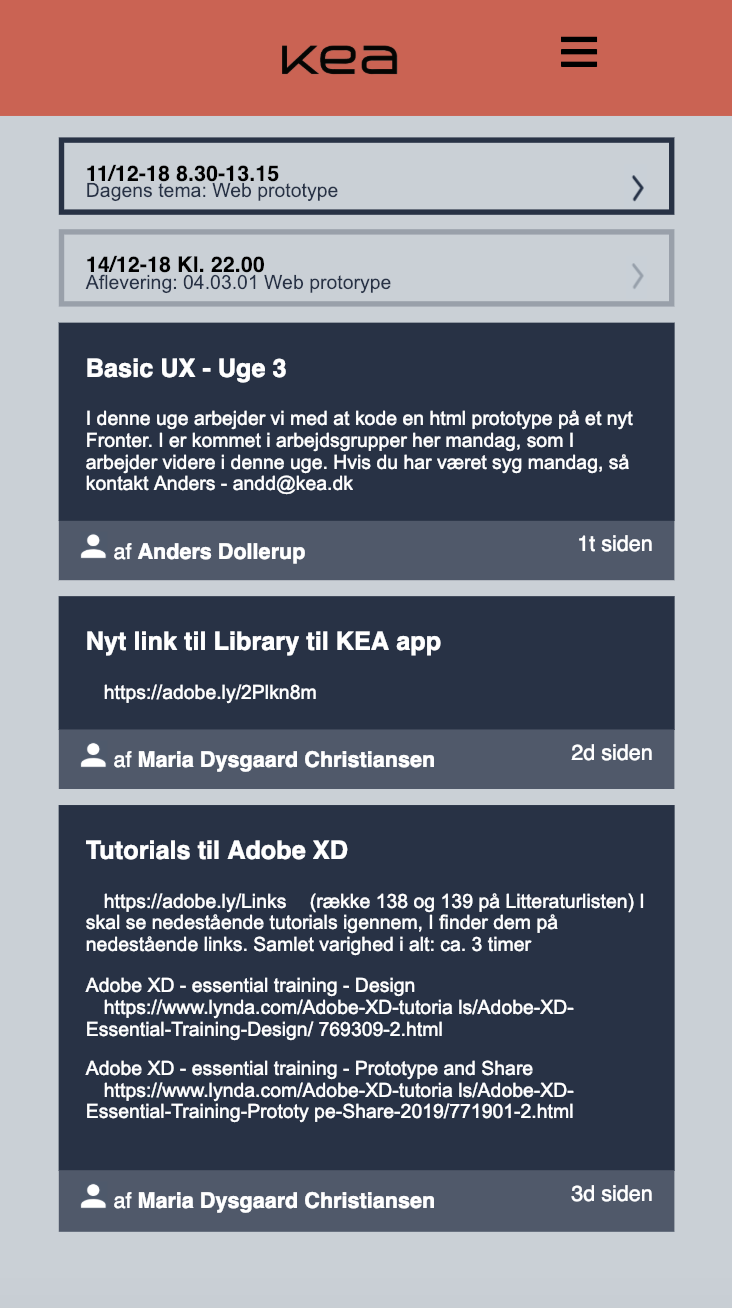 kea
11/12-18 8.30-13.15
Dagens tema: Web prototype
14/12-18 Kl. 22.00
Aflevering: 04.03.01 Web protorype
Basic UX - Uge 3
I denne uge arbejder vi med at kode en html prototype på et nyt
Fronter. I er kommet i arbejdsgrupper her mandag, som I
arbejder videre i denne uge. Hvis du har været syg mandag, så
kontakt Anders - andd@kea.dk
af Anders Dollerup
1t siden
Nyt link til Library til KEA app
https://adobe.ly/2Plkn8m
af Maria Dysgaard Christiansen
2d siden
Tutorials til Adobe XD
https://adobe.ly/Links (række 138 og 139 på Litteraturlisten) I
skal se nedestående tutorials igennem, I finder dem på
nedestående links. Samlet varighed i alt: ca. 3 timer
Adobe XD - essential training - Design
https://www.lynda.com/Adobe-XD-tutoria ls/Adobe-XD-
Essential-Training-Design/ 769309-2.html
Adobe XD - essential training - Prototype and Share
https://www.lynda.com/Adobe-XD-tutoria ls/Adobe-XD-
Essential-Training-Prototy pe-Share-2019/771901-2.html
af Maria Dysgaard Christiansen
3d siden